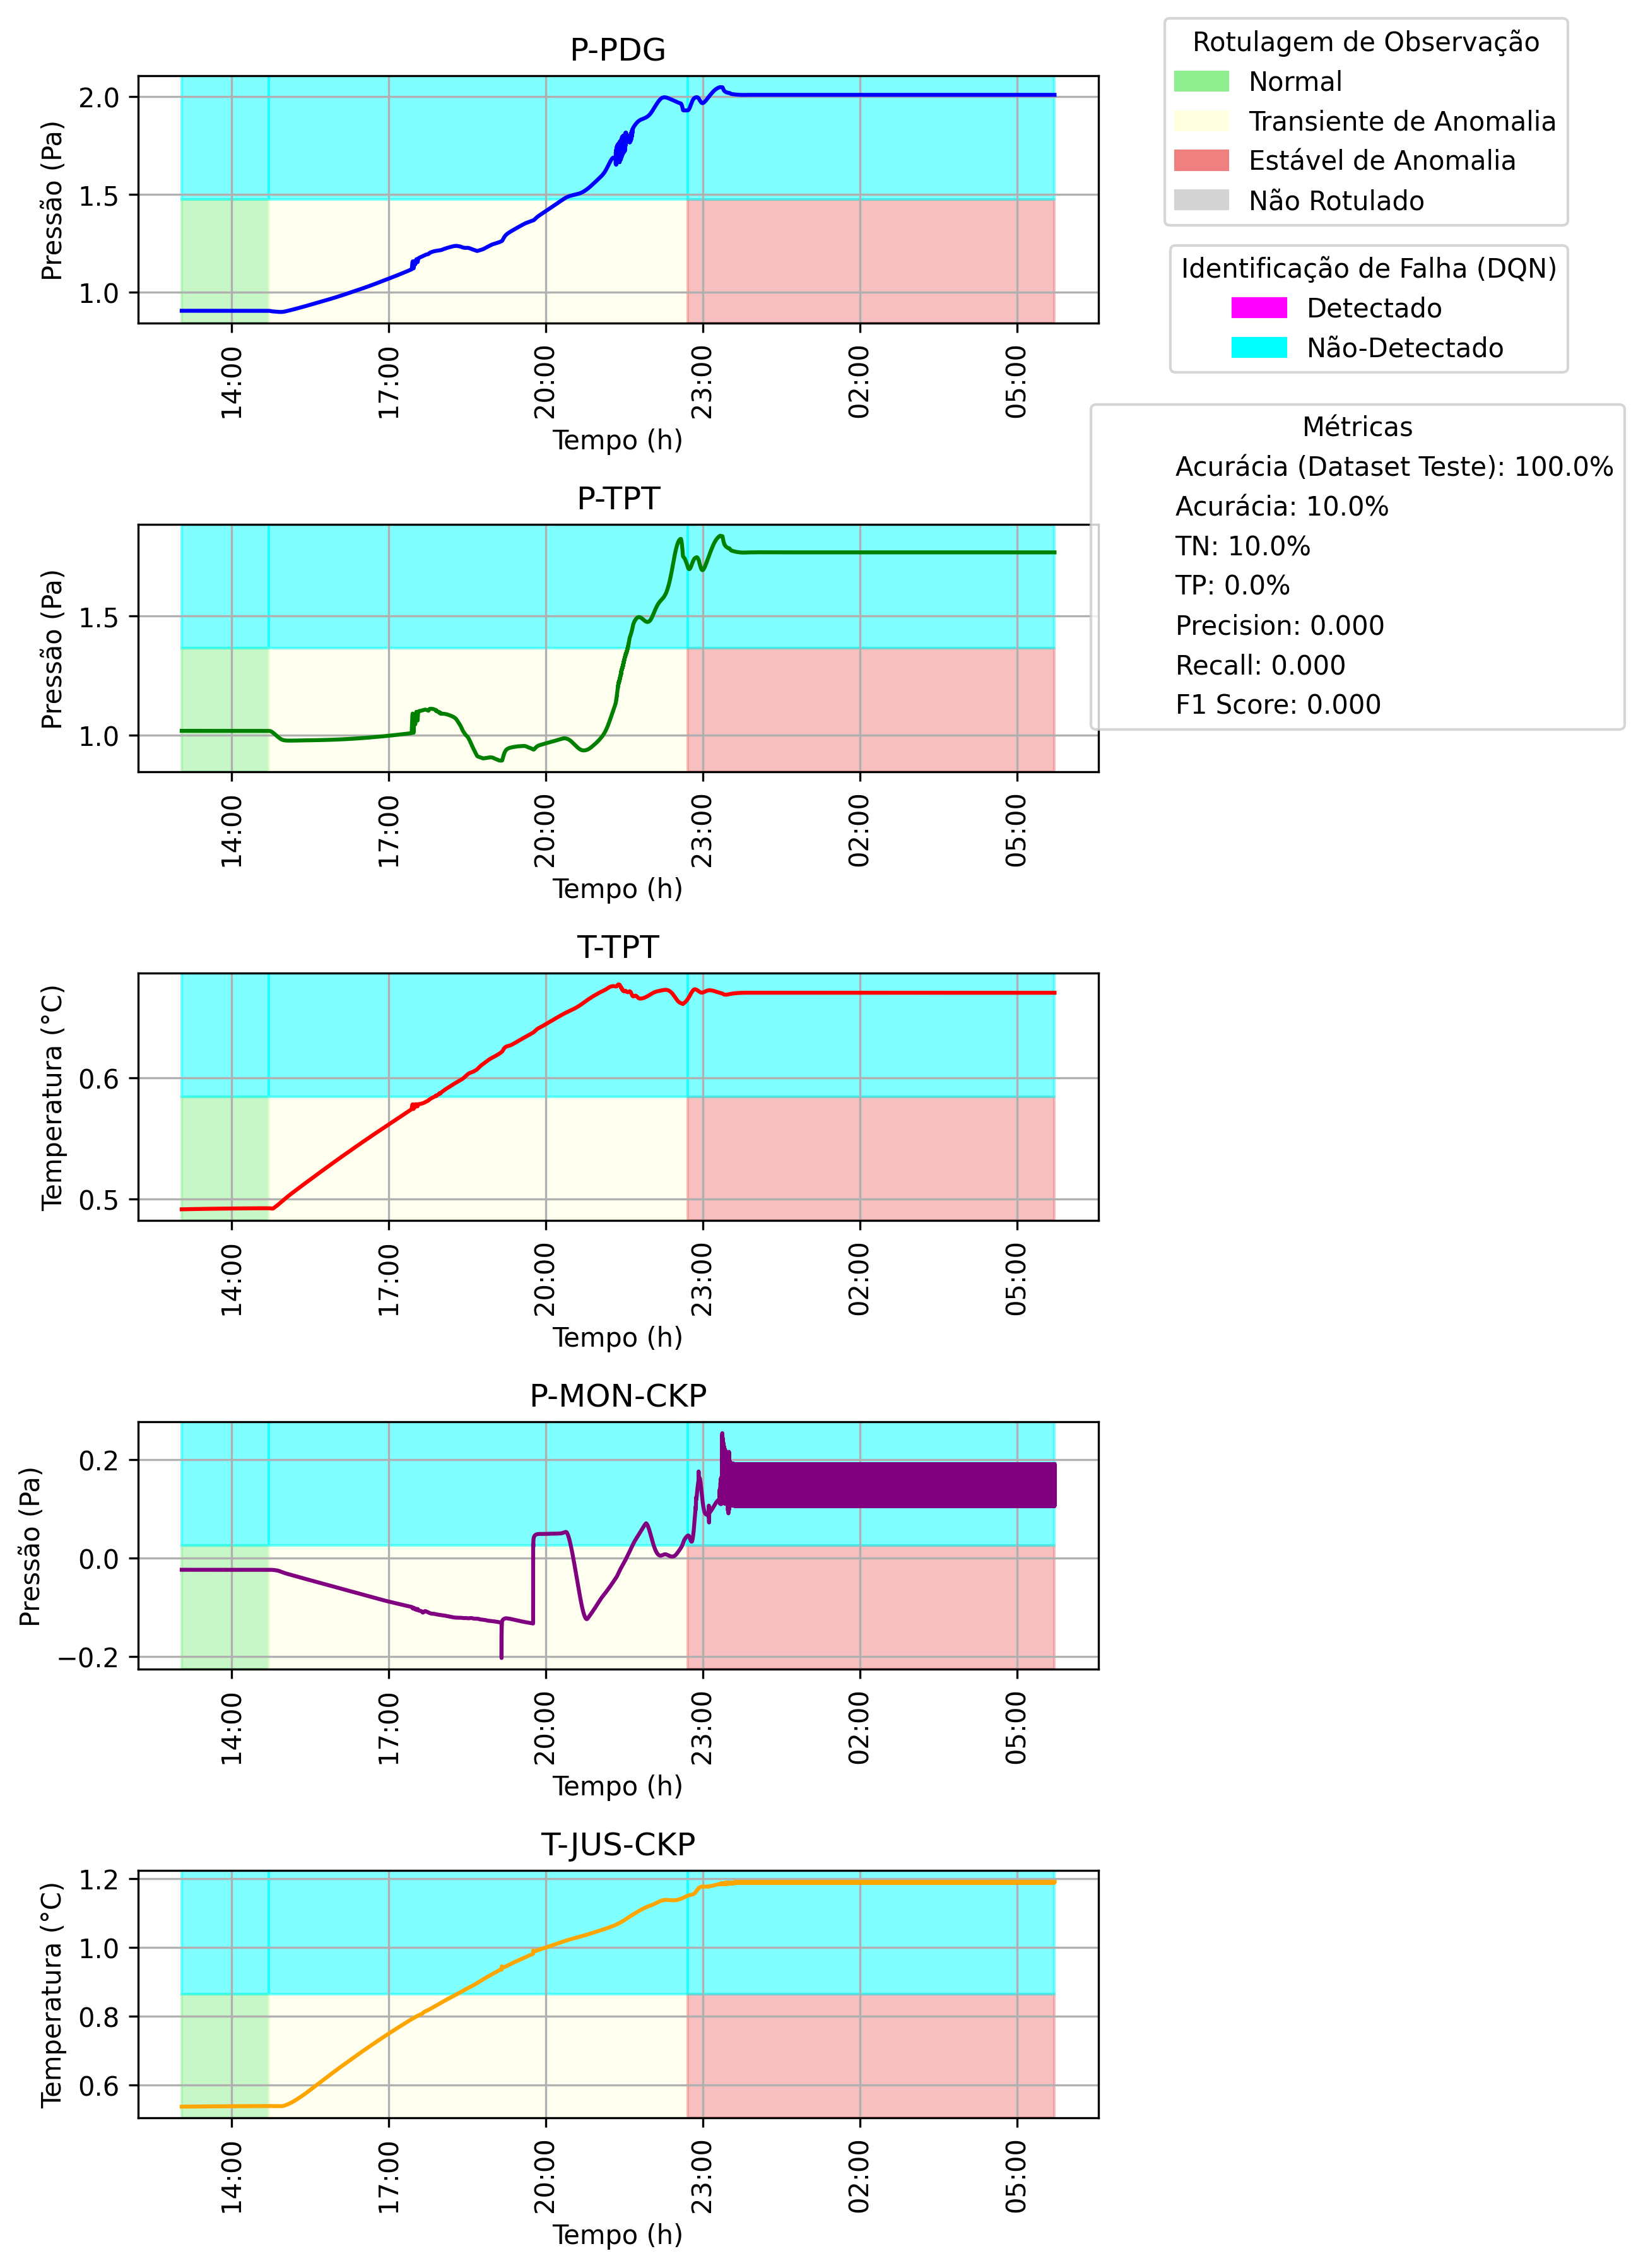 P-PDG
Pressão (Pa)
2.0
1.5
1.0
14:00
17:00
20:00
23:00
02:00
05:00
Tempo (h)
Rotulagem de Observação
Normal
Transiente de Anomalia
Estável de Anomalia
Não Rotulado
Identificação de Falha (DQN)
Detectado
Não-Detectado
Métricas
Acurácia (Dataset Teste): 100.0%
Acurácia: 10.0%
TN: 10.0%
TP: 0.0%
Precision: 0.000
Recall: 0.000
F1 Score: 0.000
P-TPT
Pressão (Pa)
1.5
1.0
14:00
17:00
20:00
23:00
02:00
05:00
Tempo (h)
T-TPT
Temperatura (°C)
0.6
0.5
14:00
17:00
20:00
23:00
02:00
05:00
Tempo (h)
P-MON-CKP
Pressão (Pa)
0.2
0.0
−0.2
14:00
17:00
20:00
23:00
02:00
05:00
Tempo (h)
T-JUS-CKP
Temperatura (°C)
1.2
1.0
0.8
0.6
14:00
17:00
20:00
23:00
02:00
05:00
Tempo (h)